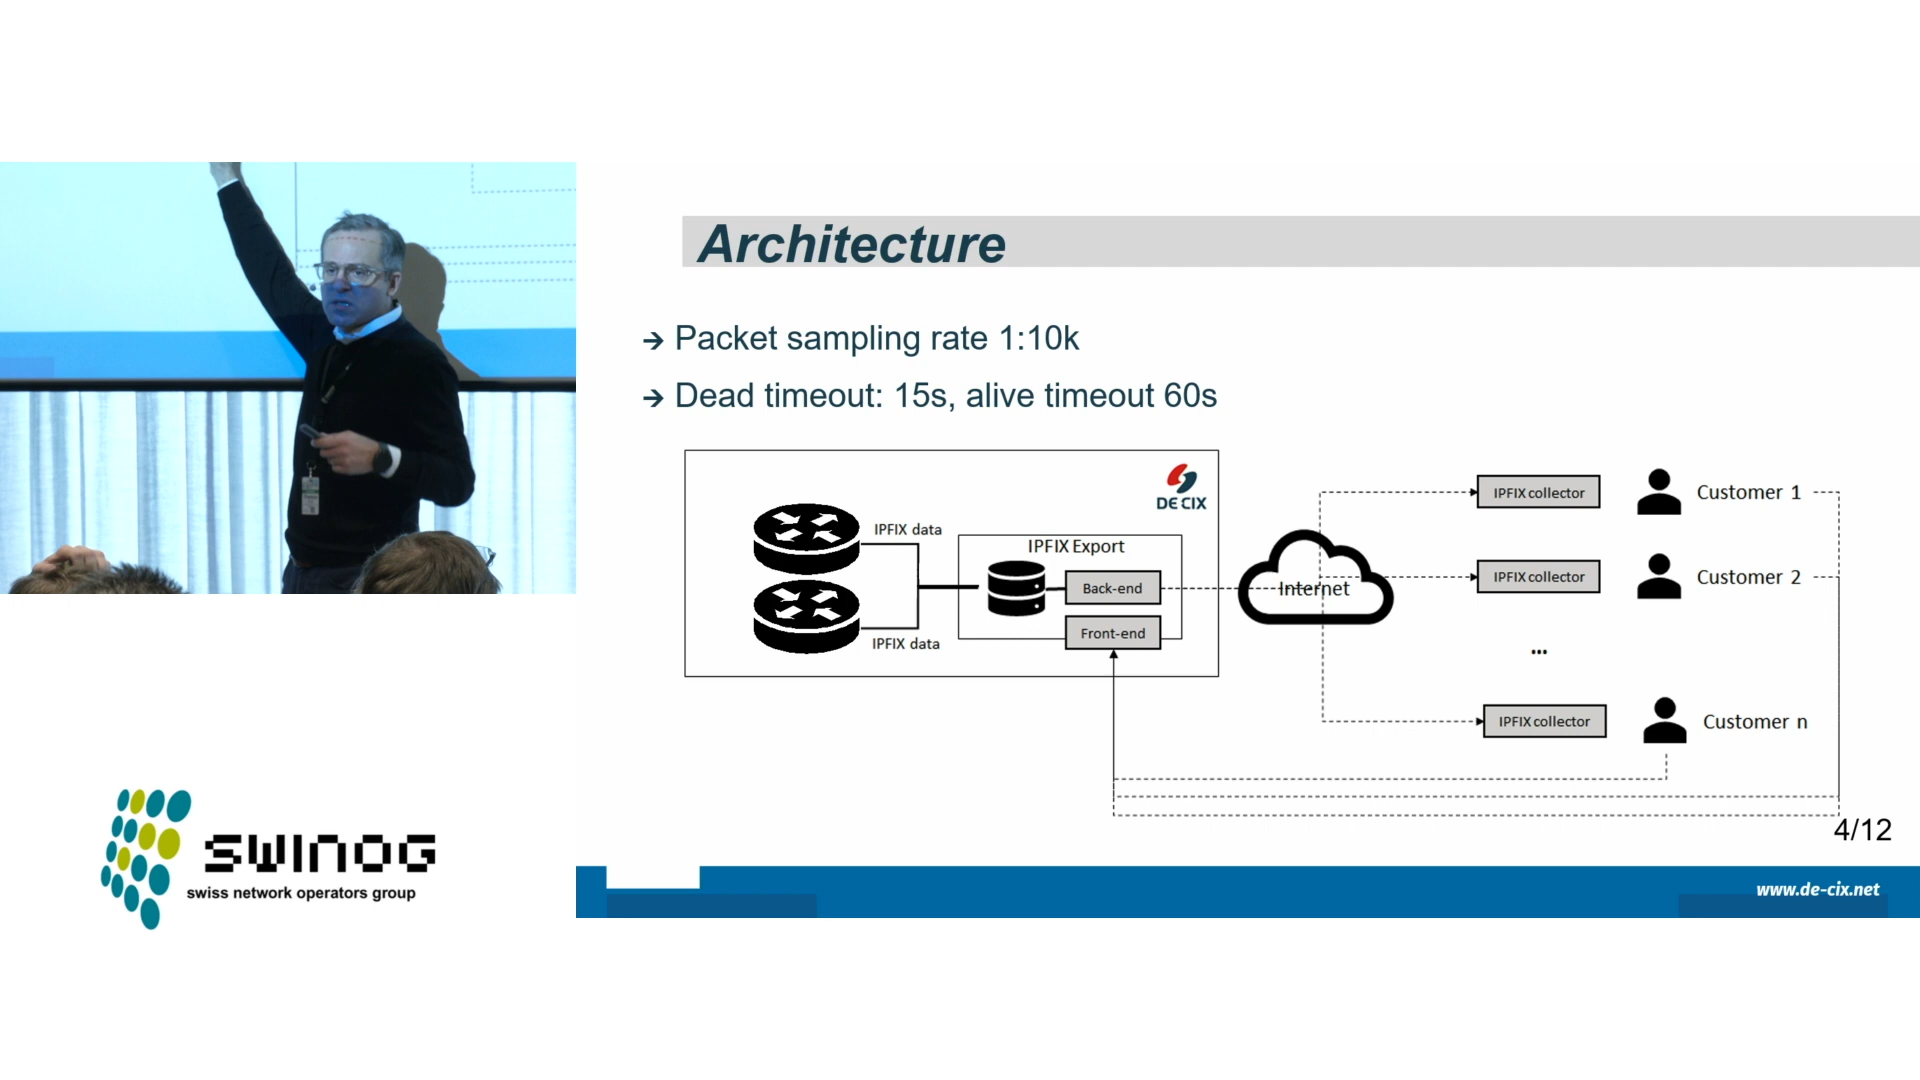 Architecture
→ Packet sampling rate 1:10k
→ Dead timeout: 15s, alive timeout 60s
DE CIX
IPFIX data
IPFIX Export
Back-end
Front-end
IPFIX data
Internet
IPFIX collector
Customer 1
IPFIX collector
Customer 2
...
IPFIX collector
Customer n
4/12
www.de-cix.net
SWINOG
swiss network operators group